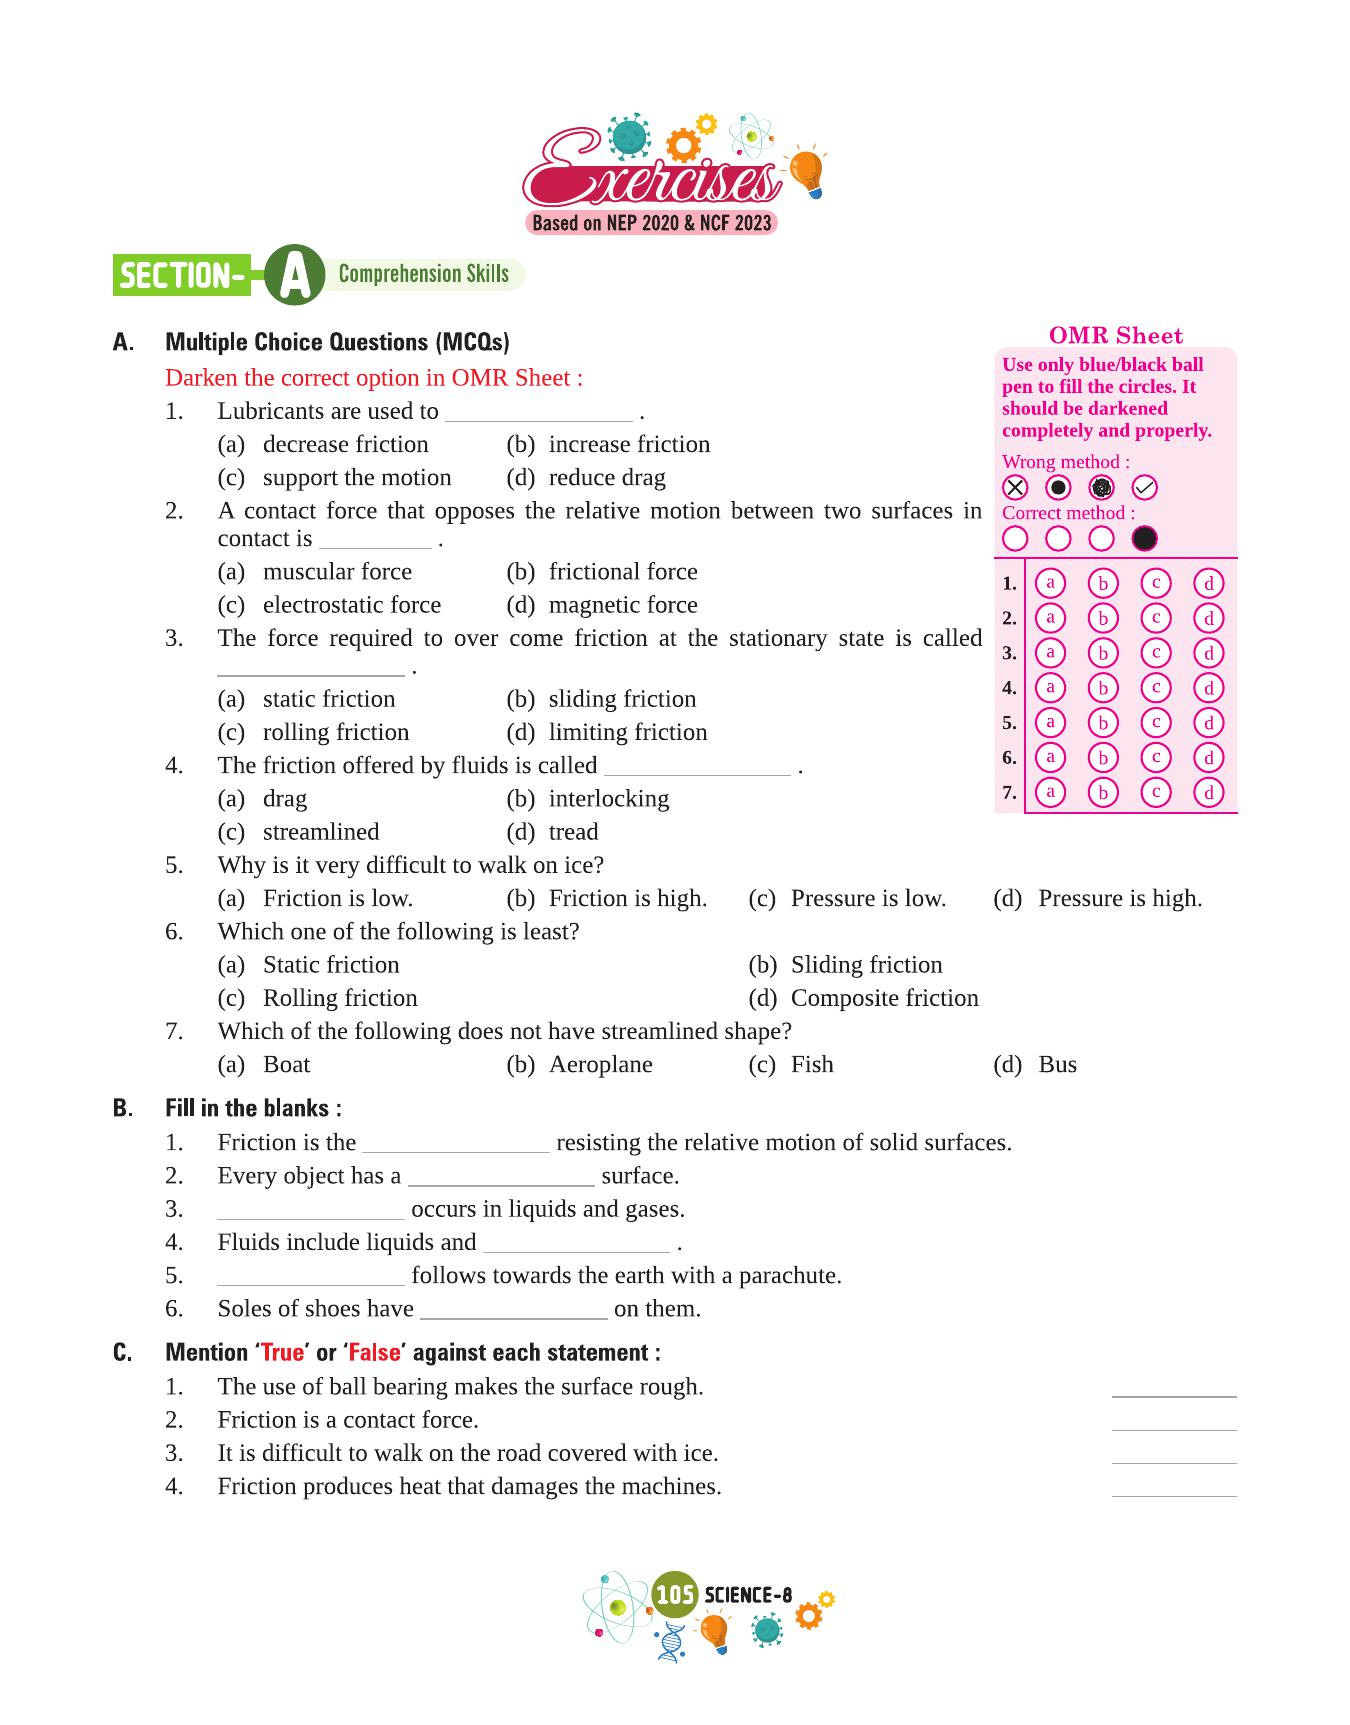 Exercises
Based on NEP 2020 & NCF 2023
SECTION- A Comprehension Skills
A. Multiple Choice Questions (MCQs)
Darken the correct option in OMR Sheet :
1. Lubricants are used to _______________ .
(a) decrease friction (b) increase friction
(c) support the motion (d) reduce drag
2. A contact force that opposes the relative motion between two surfaces in
contact is _________ .
(a) muscular force (b) frictional force
(c) electrostatic force (d) magnetic force
3. The force required to over come friction at the stationary state is called
_______________ .
(a) static friction (b) sliding friction
(c) rolling friction (d) limiting friction
4. The friction offered by fluids is called _______________ .
(a) drag (b) interlocking
(c) streamlined (d) tread
5. Why is it very difficult to walk on ice?
(a) Friction is low. (b) Friction is high. (c) Pressure is low. (d) Pressure is high.
6. Which one of the following is least?
(a) Static friction (b) Sliding friction
(c) Rolling friction (d) Composite friction
7. Which of the following does not have streamlined shape?
(a) Boat (b) Aeroplane (c) Fish (d) Bus
OMR Sheet
Use only blue/black ball
pen to fill the circles. It
should be darkened
completely and properly.
Wrong method :
Correct method :
1. a b c d
2. a b c d
3. a b c d
4. a b c d
5. a b c d
6. a b c d
7. a b c d
B. Fill in the blanks :
1. Friction is the _______________ resisting the relative motion of solid surfaces.
2. Every object has a _______________ surface.
3. _______________ occurs in liquids and gases.
4. Fluids include liquids and _______________ .
5. _______________ follows towards the earth with a parachute.
6. Soles of shoes have _______________ on them.
C. Mention ‘True’ or ‘False’ against each statement :
1. The use of ball bearing makes the surface rough. __________
2. Friction is a contact force. __________
3. It is difficult to walk on the road covered with ice. __________
4. Friction produces heat that damages the machines. __________
105 SCIENCE-8